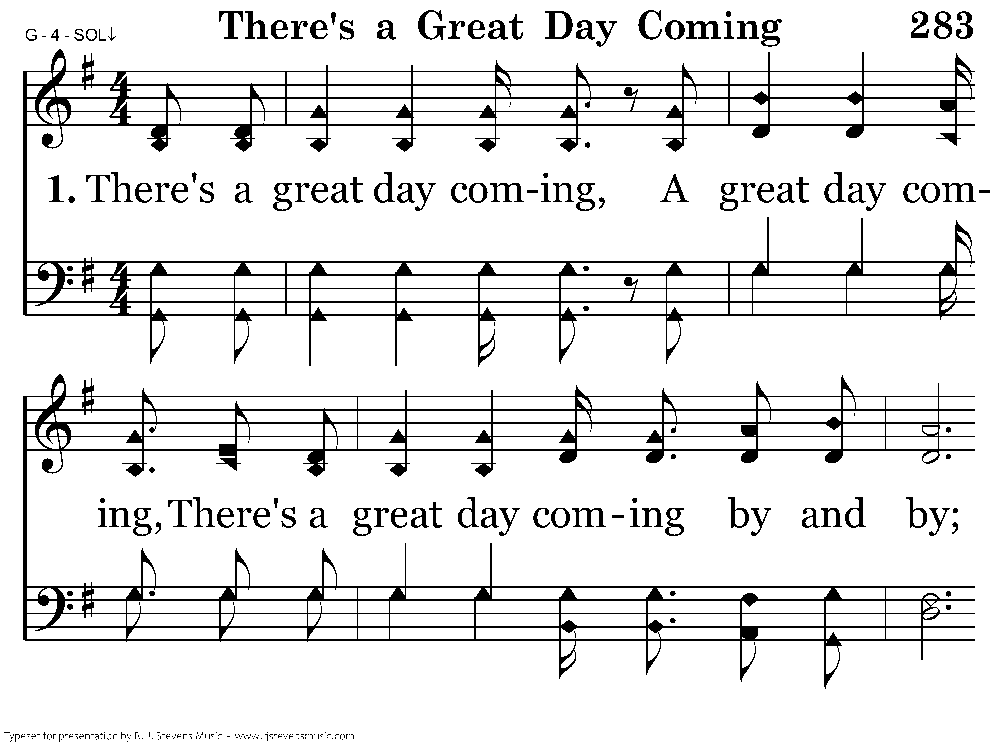 There's a Great Day Coming 283
G - 4 - SOL↓
1. There's a great day com-ing, A great day com-
ing, There's a great day com-ing by and by;
Typeset for presentation by R. J. Stevens Music - www.rjstevensmusic.com